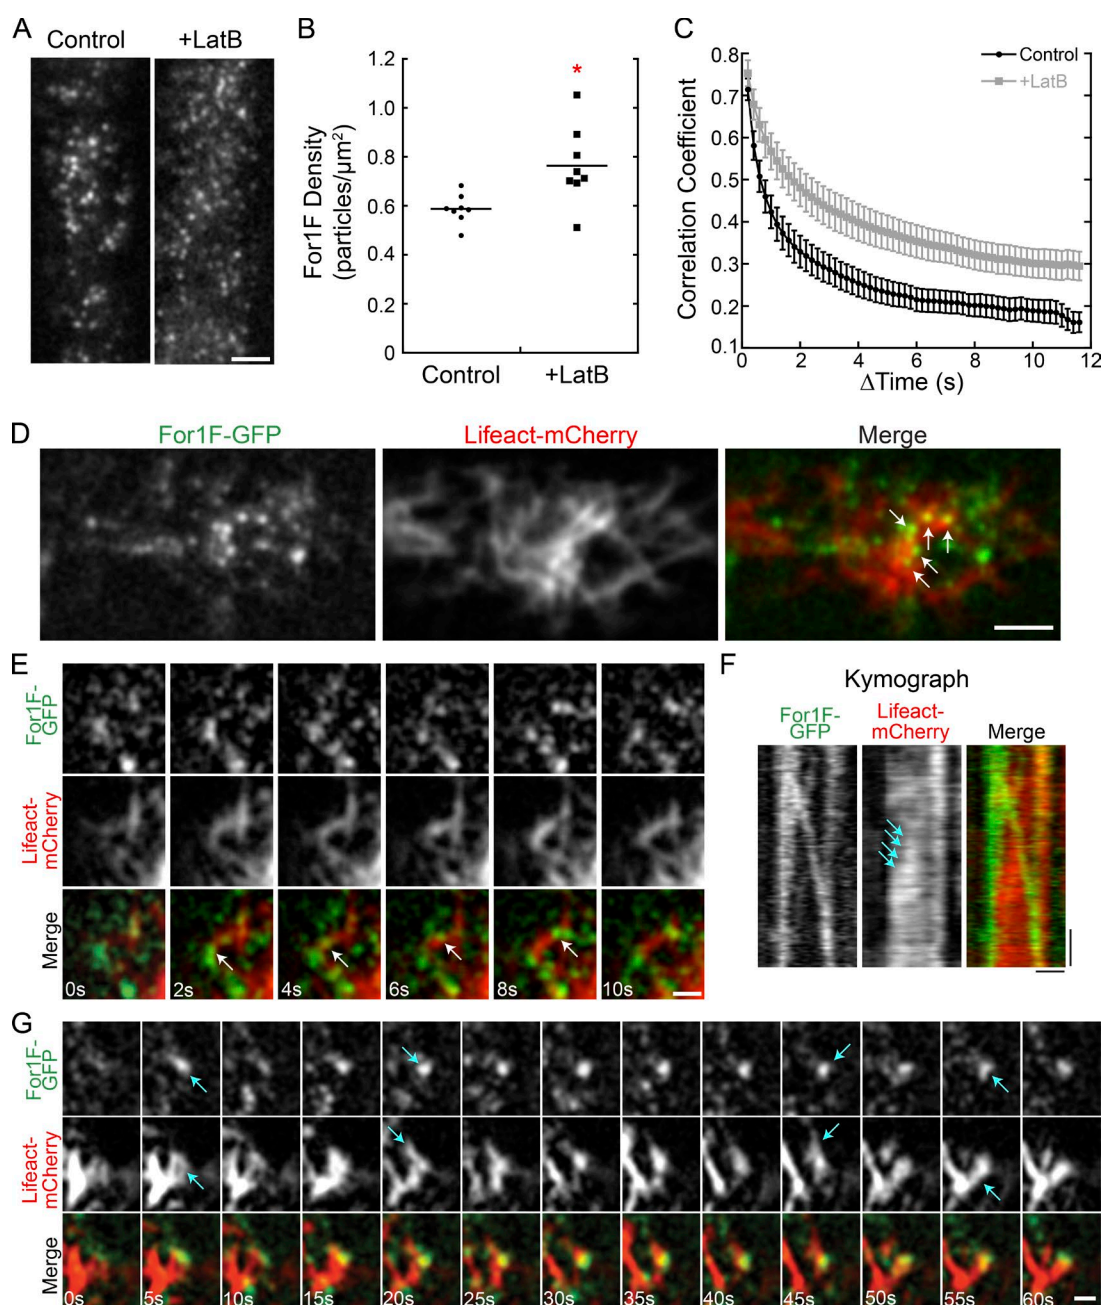 A
Control
+LatB
B
For1F Density
(particles/µm²)
1.2
1.0
0.8
0.6
0.4
0.2
0
*
Control
+LatB
C
Correlation Coefficient
0.8
0.7
0.6
0.5
0.4
0.3
0.2
0.1
0 2 4 6 8 10 12
ΔTime (s)
Control
+LatB
D
For1F-GFP
Lifeact-mCherry
Merge
E
For1F-
GFP
Lifeact-
mCherry
Merge
0s 2s 4s 6s 8s 10s
F
Kymograph
For1F-
GFP
Lifeact-
mCherry
Merge
G
For1F-
GFP
Lifeact-
mCherry
Merge
0s 5s 10s 15s 20s 25s 30s 35s 40s 45s 50s 55s 60s